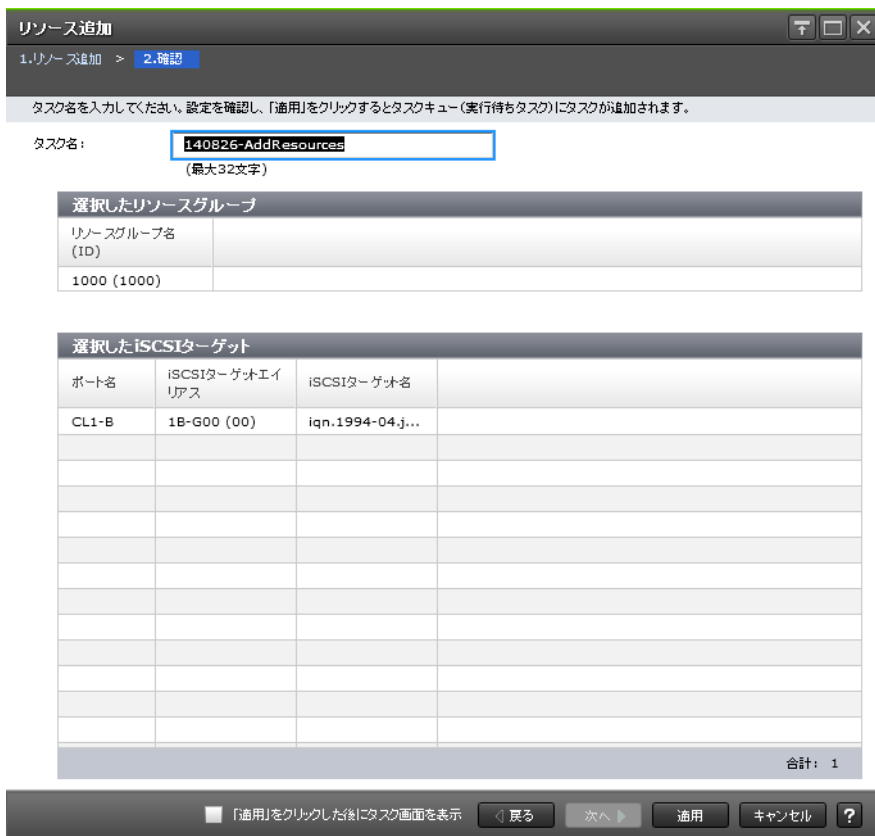 リソース追加
1.リソース追加 > 2.確認
タスク名を入力してください。設定を確認し、「適用」をクリックするとタスクキュー(実行待ちタスク)にタスクが追加されます。
タスク名: 140826-AddResources
(最大32文字)
選択したリソースグループ
リソースグループ名
(ID)
1000 (1000)
選択したiSCSIターゲット
ポート名 iSCSIターゲットエイ
リアス iSCSIターゲット名
CL1-B 1B-G00 (00) iqn.1994-04.j...
合計: 1
「適用」をクリックした後にタスク画面を表示 戻る 次へ 適用 キャンセル ?